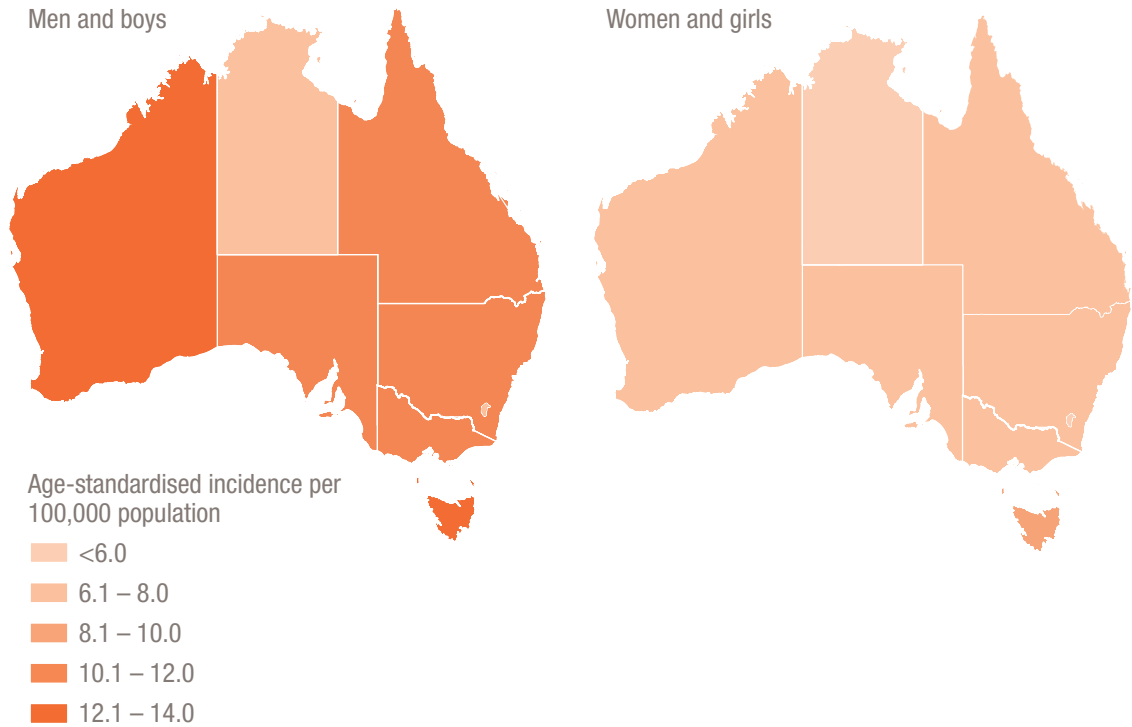 Men and boys
Women and girls
Age-standardised incidence per
100,000 population
<6.0
6.1 – 8.0
8.1 – 10.0
10.1 – 12.0
12.1 – 14.0